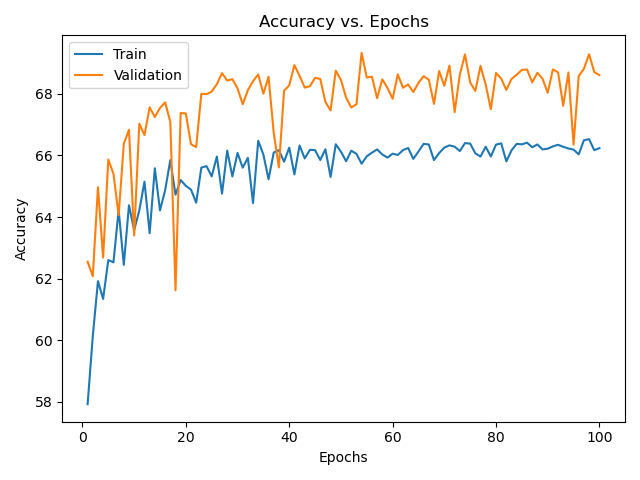 Accuracy vs. Epochs
Train
Validation
Accuracy
68
66
64
62
60
58
0 20 40 60 80 100
Epochs